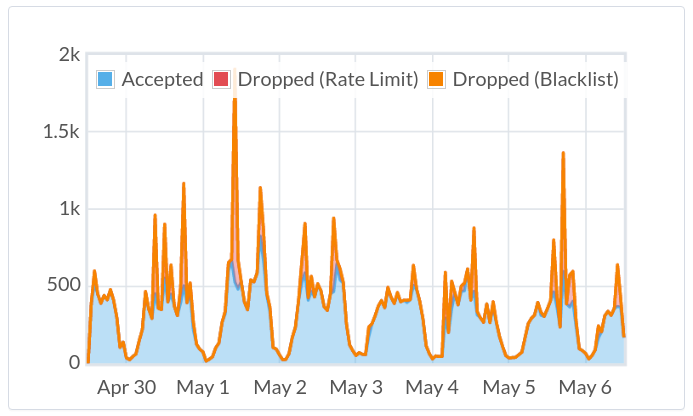 2k
Accepted Dropped (Rate Limit) Dropped (Blacklist)
1.5k
1k
500
0
Apr 30 May 1 May 2 May 3 May 4 May 5 May 6